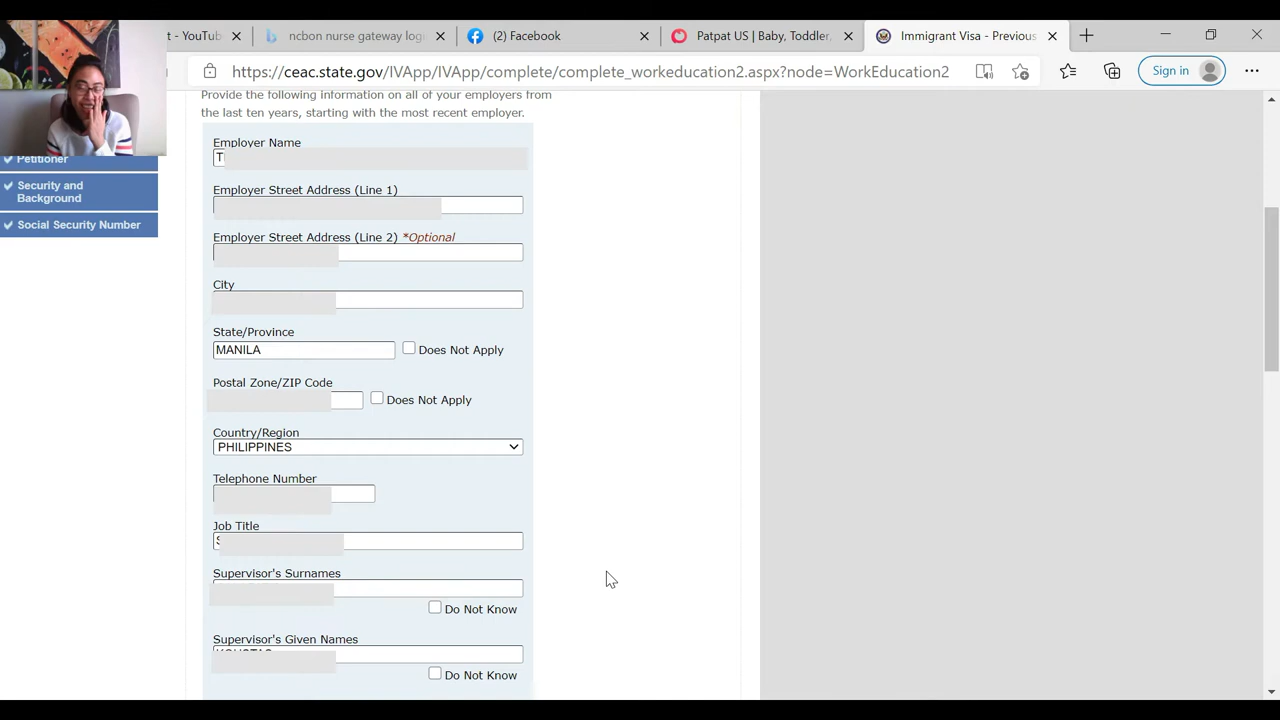 t - YouTub
ncbon nurse gateway logi
(2) Facebook
Patpat US | Baby, Toddler,
Immigrant Visa - Previous
https://ceac.state.gov/IVApp/IVApp/complete/complete_workeducation2.aspx?node=WorkEducation2
Sign in
Provide the following information on all of your employers from
the last ten years, starting with the most recent employer.
Petitioner
Security and
Background
Social Security Number
Employer Name
T
Employer Street Address (Line 1)
Employer Street Address (Line 2) *Optional
City
State/Province
MANILA
Does Not Apply
Postal Zone/ZIP Code
Does Not Apply
Country/Region
PHILIPPINES
Telephone Number
Job Title
S
Supervisor's Surnames
Do Not Know
Supervisor's Given Names
Do Not Know